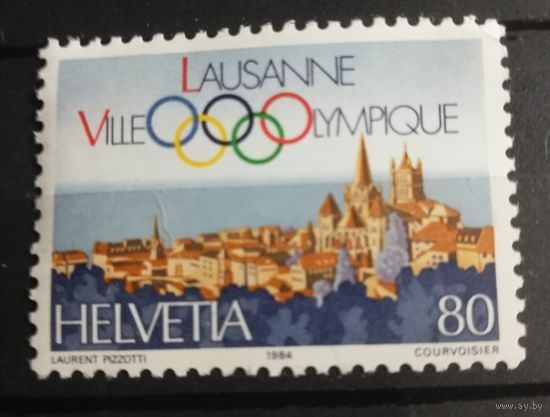 LAUSANNE
VILLE OLYMPIQUE
HELVETIA 80
LAURENT PIZZOTTI 1984 COURVOISIER
www.ay.by